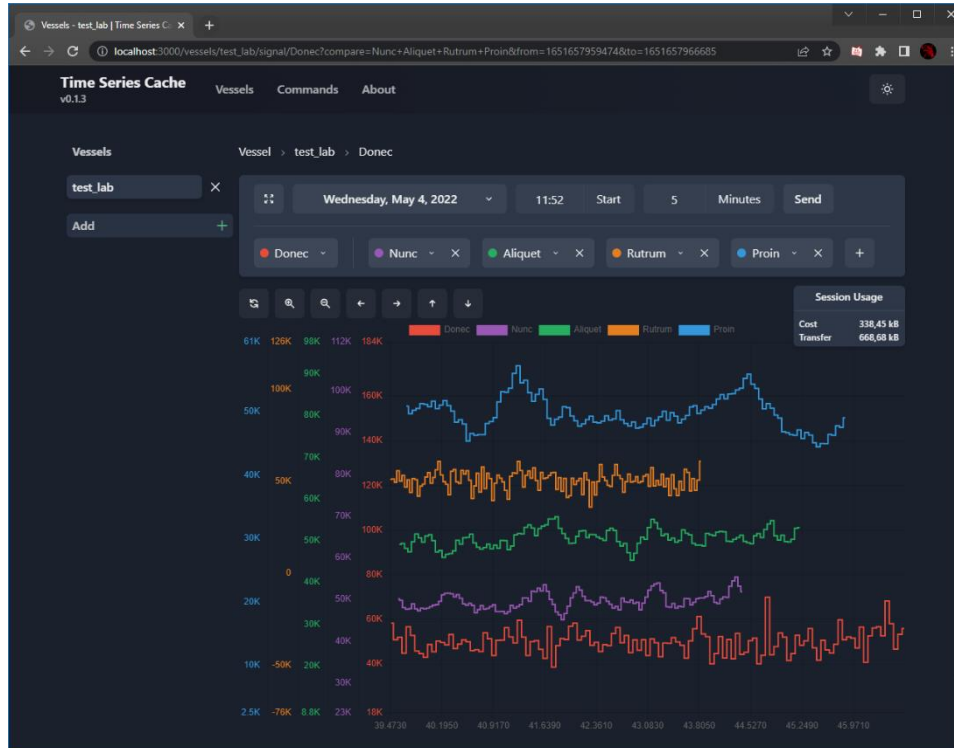 Vessels - test_lab | Time Series C
localhost:3000/vessels/test_lab/signal/Donec?compare=Nunc+Aliquet+Rutrum+Proin&from=1651657959474&to=1651657966685
Time Series Cache
v0.1.3
Vessels Commands About
Vessels
test_lab
Add
Vessel > test_lab > Donec
Wednesday, May 4, 2022 11:52 Start 5 Minutes Send
Donec Nunc Aliquet Rutrum Proin
Session Usage
Cost 338,45 kB
Transfer 668,68 kB
Donec Nunc Aliquet Rutrum Proin
61K 126K 98K 112K 184K
90K
100K 100K
160K
50K 80K
90K
140K
70K
40K 50K 80K
120K
60K
70K
100K
30K 50K
60K
0 80K
40K
20K 50K
60K
30K
40K
10K -50K 20K 40K
30K
2.5K -76K 8.8K 23K 18K
39.4730 40.1950 40.9170 41.6390 42.3610 43.0830 43.8050 44.5270 45.2490 45.9710